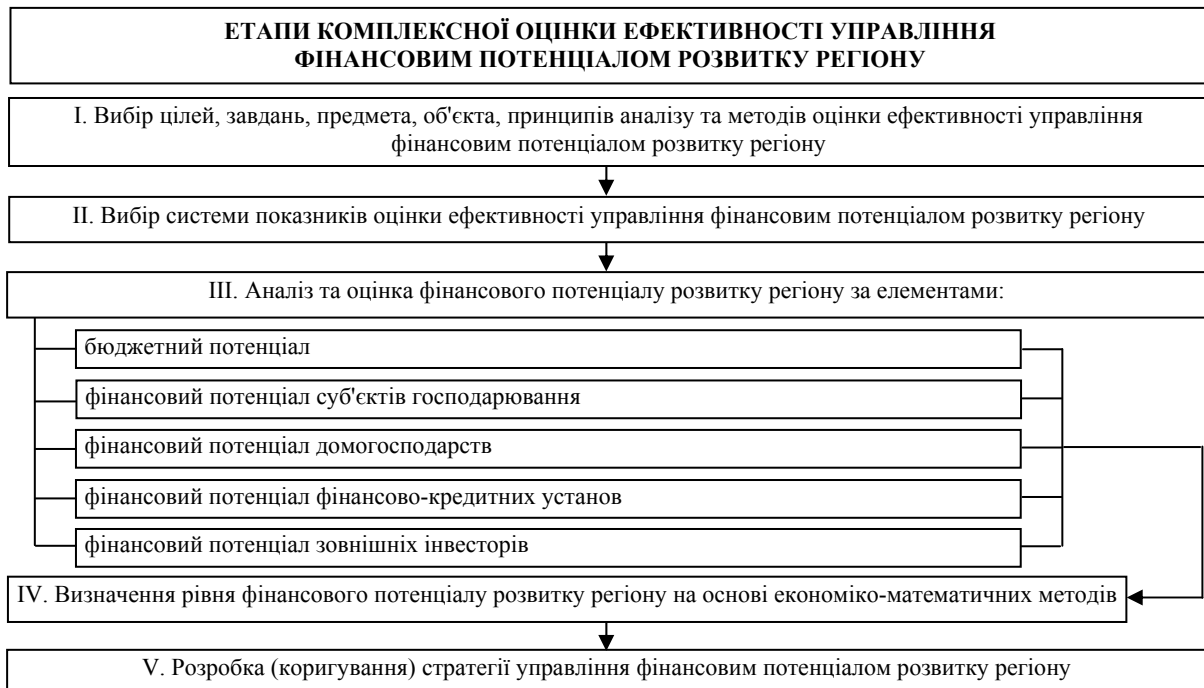 ЕТАПИ КОМПЛЕКСНОЇ ОЦІНКИ ЕФЕКТИВНОСТІ УПРАВЛІННЯ
ФІНАНСОВИМ ПОТЕНЦІАЛОМ РОЗВИТКУ РЕГІОНУ
І. Вибір цілей, завдань, предмета, об'єкта, принципів аналізу та методів оцінки ефективності управління
фінансовим потенціалом розвитку регіону
ІІ. Вибір системи показників оцінки ефективності управління фінансовим потенціалом розвитку регіону
ІІІ. Аналіз та оцінка фінансового потенціалу розвитку регіону за елементами:
бюджетний потенціал
фінансовий потенціал суб'єктів господарювання
фінансовий потенціал домогосподарств
фінансовий потенціал фінансово-кредитних установ
фінансовий потенціал зовнішніх інвесторів
IV. Визначення рівня фінансового потенціалу розвитку регіону на основі економіко-математичних методів
V. Розробка (коригування) стратегії управління фінансовим потенціалом розвитку регіону